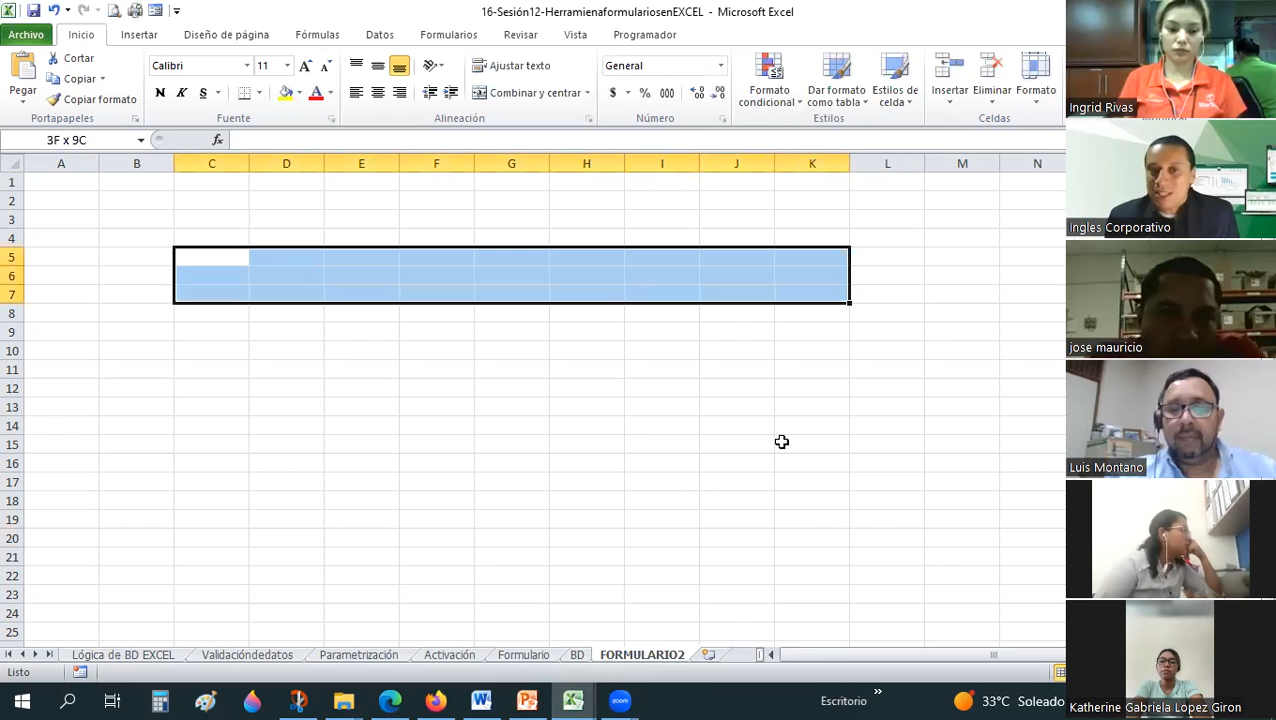 16-Sesión12-HerramienaformulariosenEXCEL - Microsoft Excel
Archivo Inicio Insertar Diseño de página Fórmulas Datos Formularios Revisar Vista Programador
Pegar
Cortar
Copiar
Copiar formato
Portapapeles
Calibri 11
N K S
Fuente
Ajustar texto
Combinar y centrar
Alineación
General
$ % 000
Número
Formato condicional
Dar formato como tabla
Estilos de celda
Estilos
Insertar Eliminar Formato
Celdas
3F x 9C fx
A B C D E F G H I J K L M N
1
2
3
4
5
6
7
8
9
10
11
12
13
14
15
16
17
18
19
20
21
22
23
24
25
Lógica de BD EXCEL Validacióndedatos Parametrización Activación Formulario BD FORMULARIO2
Listo
Escritorio » 33°C Soleado
Ingrid Rivas
Ingles Corporativo
jose mauricio
Luis Montano
Katherine Gabriela Lopez Giron